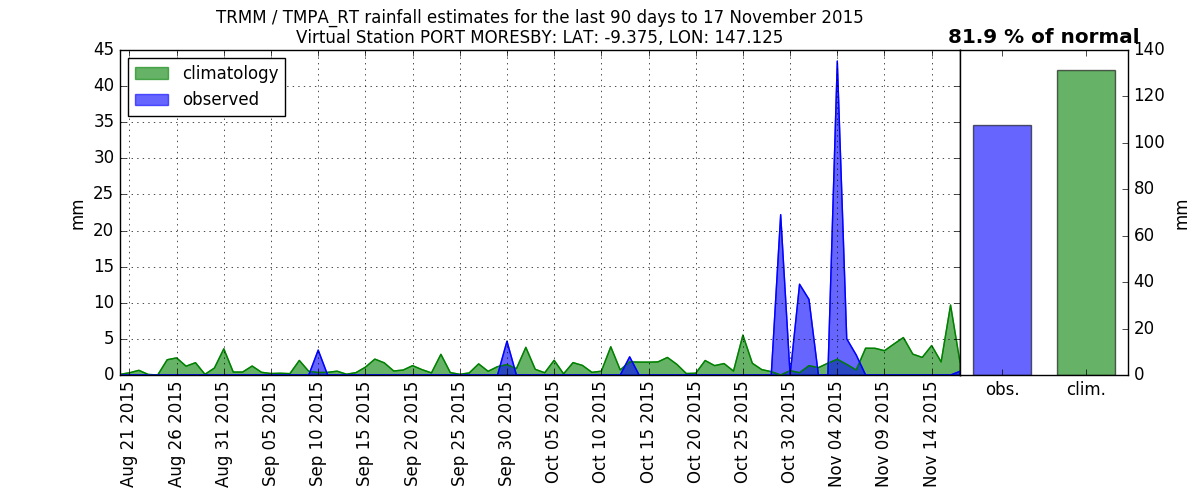 TRMM / TMPA_RT rainfall estimates for the last 90 days to 17 November 2015
Virtual Station PORT MORESBY: LAT: -9.375, LON: 147.125
81.9 % of normal
climatology
observed
45
40
35
30
25
20
15
10
5
0
mm
Aug 21 2015
Aug 26 2015
Aug 31 2015
Sep 05 2015
Sep 10 2015
Sep 15 2015
Sep 20 2015
Sep 25 2015
Sep 30 2015
Oct 05 2015
Oct 10 2015
Oct 15 2015
Oct 20 2015
Oct 25 2015
Oct 30 2015
Nov 04 2015
Nov 09 2015
Nov 14 2015
obs.
clim.
140
120
100
80
60
40
20
0
mm